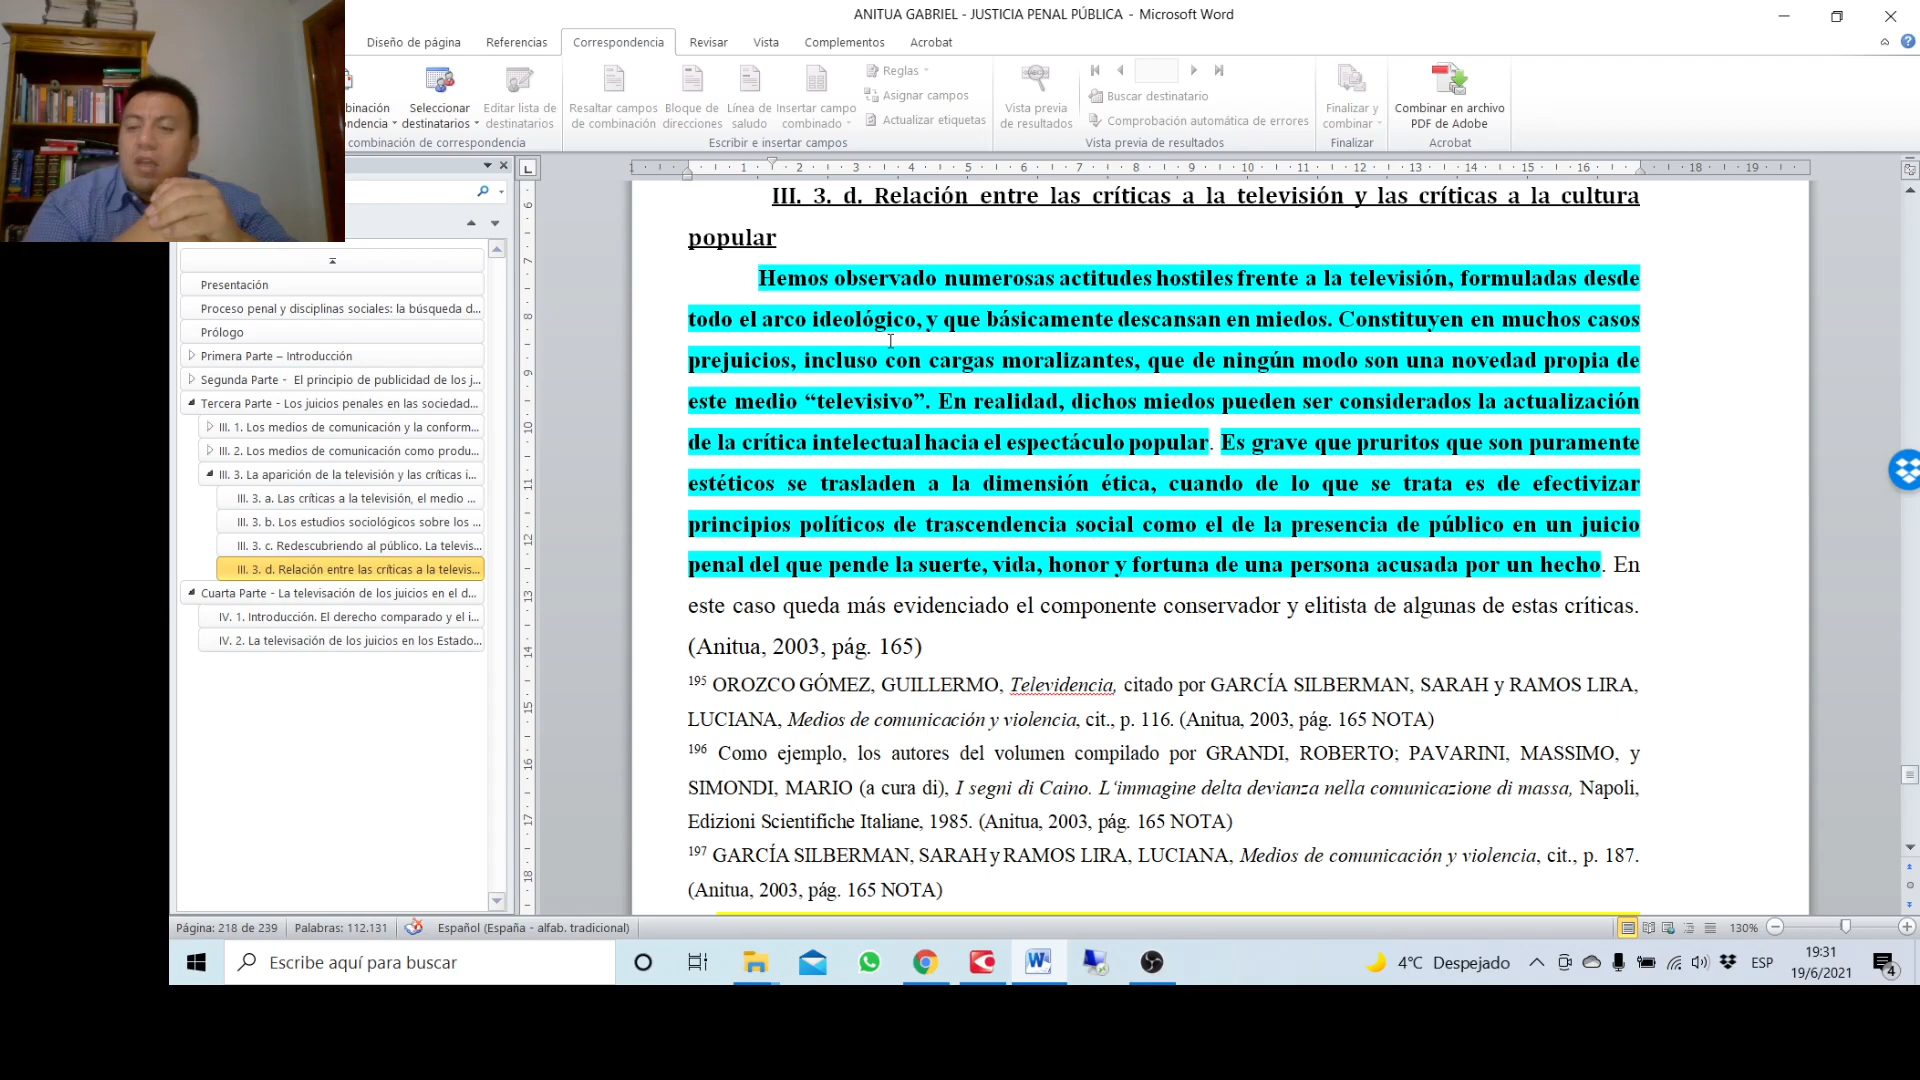 ANITUA GABRIEL - JUSTICIA PENAL PÚBLICA - Microsoft Word
Diseño de página Referencias Correspondencia Revisar Vista Complementos Acrobat
Seleccionar destinatarios
Editar lista de destinatarios
Resaltar campos de combinación
Bloque de direcciones
Línea de saludo
Insertar campo combinado
Reglas
Asignar campos
Actualizar etiquetas
Vista previa de resultados
Buscar destinatario
Comprobación automática de errores
Finalizar y combinar
Combinar en archivo PDF de Adobe
combinación de correspondencia Escribir e insertar campos Vista previa de resultados Finalizar Acrobat
Presentación
Proceso penal y disciplinas sociales: la búsqueda d...
Prólogo
Primera Parte – Introducción
Segunda Parte - El principio de publicidad de los j...
Tercera Parte - Los juicios penales en las sociedad...
III. 1. Los medios de comunicación y la conform...
III. 2. Los medios de comunicación como produ...
III. 3. La aparición de la televisión y las críticas i...
III. 3. a. Las críticas a la televisión, el medio ...
III. 3. b. Los estudios sociológicos sobre los ...
III. 3. c. Redescubriendo al público. La televis...
III. 3. d. Relación entre las críticas a la televis...
Cuarta Parte - La televisación de los juicios en el d...
IV. 1. Introducción. El derecho comparado y el i...
IV. 2. La televisación de los juicios en los Estado...
III. 3. d. Relación entre las críticas a la televisión y las críticas a la cultura
popular
Hemos observado numerosas actitudes hostiles frente a la televisión, formuladas desde
todo el arco ideológico, y que básicamente descansan en miedos. Constituyen en muchos casos
prejuicios, incluso con cargas moralizantes, que de ningún modo son una novedad propia de
este medio “televisivo”. En realidad, dichos miedos pueden ser considerados la actualización
de la crítica intelectual hacia el espectáculo popular. Es grave que pruritos que son puramente
estéticos se trasladen a la dimensión ética, cuando de lo que se trata es de efectivizar
principios políticos de trascendencia social como el de la presencia de público en un juicio
penal del que pende la suerte, vida, honor y fortuna de una persona acusada por un hecho. En
este caso queda más evidenciado el componente conservador y elitista de algunas de estas críticas.
(Anitua, 2003, pág. 165)
195 OROZCO GÓMEZ, GUILLERMO, Televidencia, citado por GARCÍA SILBERMAN, SARAH y RAMOS LIRA,
LUCIANA, Medios de comunicación y violencia, cit., p. 116. (Anitua, 2003, pág. 165 NOTA)
196 Como ejemplo, los autores del volumen compilado por GRANDI, ROBERTO; PAVARINI, MASSIMO, y
SIMONDI, MARIO (a cura di), I segni di Caino. L‘immagine delta devianza nella comunicazione di massa, Napoli,
Edizioni Scientifiche Italiane, 1985. (Anitua, 2003, pág. 165 NOTA)
197 GARCÍA SILBERMAN, SARAH y RAMOS LIRA, LUCIANA, Medios de comunicación y violencia, cit., p. 187.
(Anitua, 2003, pág. 165 NOTA)
Página: 218 de 239 Palabras: 112.131 Español (España - alfab. tradicional) 130%
Escribe aquí para buscar 4°C Despejado ESP 19:31
19/6/2021 4